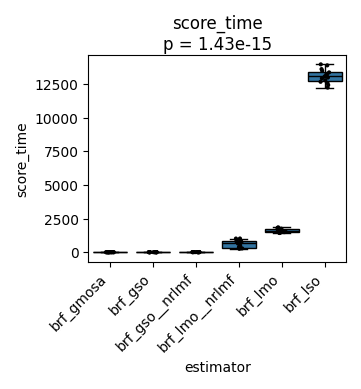 score_time
p = 1.43e-15
score_time
12500
10000
7500
5000
2500
0
brf_gmosa
brf_gso
brf_gso__nrlmf
brf_lmo__nrlmf
brf_lmo
brf_lso
estimator